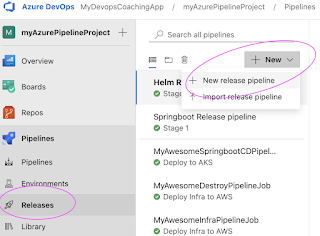 Azure DevOps MyDevopsCoachingApp / myAzurePipelineProject / Pipelines
M myAzurePipelineProject +
Search all pipelines
+ New
Overview
New release pipeline
Import release pipeline
Boards
Helm R
Stage
Repos
Springboot Release pipeline
Stage 1
Pipelines
MyAwesomeSpringbootCDPipel...
Deploy to AKS
Pipelines
Environments
MyAwesomeDestroyPipelineJob
Deploy Infra to AWS
Releases
MyAwesomeInfraPipelineJob
Deploy Infra to AWS
Library